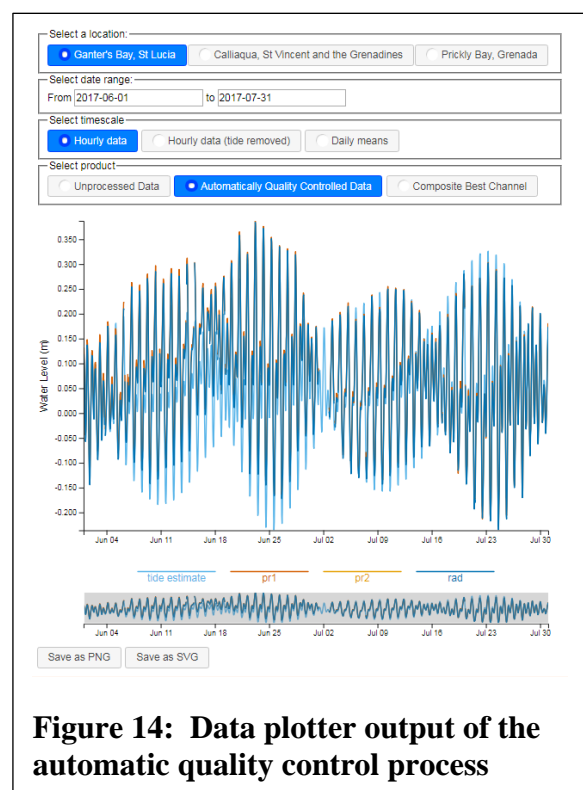 Select a location:
Ganter's Bay, St Lucia Calliaqua, St Vincent and the Grenadines Prickly Bay, Grenada
Select date range:
From 2017-06-01 to 2017-07-31
Select timescale
Hourly data Hourly data (tide removed) Daily means
Select product
Unprocessed Data Automatically Quality Controlled Data Composite Best Channel
Water Level (m)
0.350
0.300
0.250
0.200
0.150
0.100
0.050
0.000
-0.050
-0.100
-0.150
-0.200
Jun 04 Jun 11 Jun 18 Jun 25 Jul 02 Jul 09 Jul 16 Jul 23 Jul 30
tide estimate pr1 pr2 rad
Jun 04 Jun 11 Jun 18 Jun 25 Jul 02 Jul 09 Jul 16 Jul 23 Jul 30
Save as PNG Save as SVG
Figure 14: Data plotter output of the
automatic quality control process